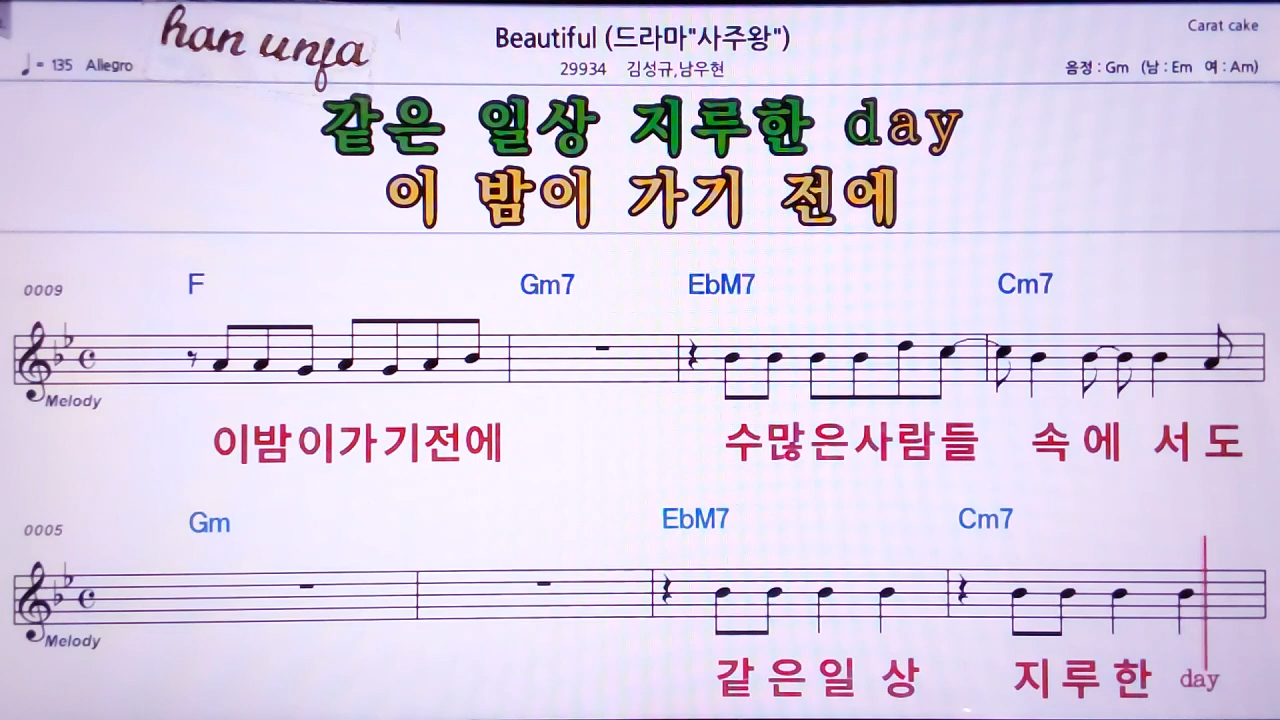 han unja
Beautiful (드라마"사주왕")
Carat cake
♩ = 135 Allegro
29934 김성규,남우현
음정 : Gm (남 : Em 여 : Am)
같은 일상 지루한 day
이 밤이 가기 전에
0009 F Gm7 EbM7 Cm7
Melody
이밤이가기전에 수많은사람들 속에 서도
0005 Gm EbM7 Cm7
Melody
같은일 상 지루한 day